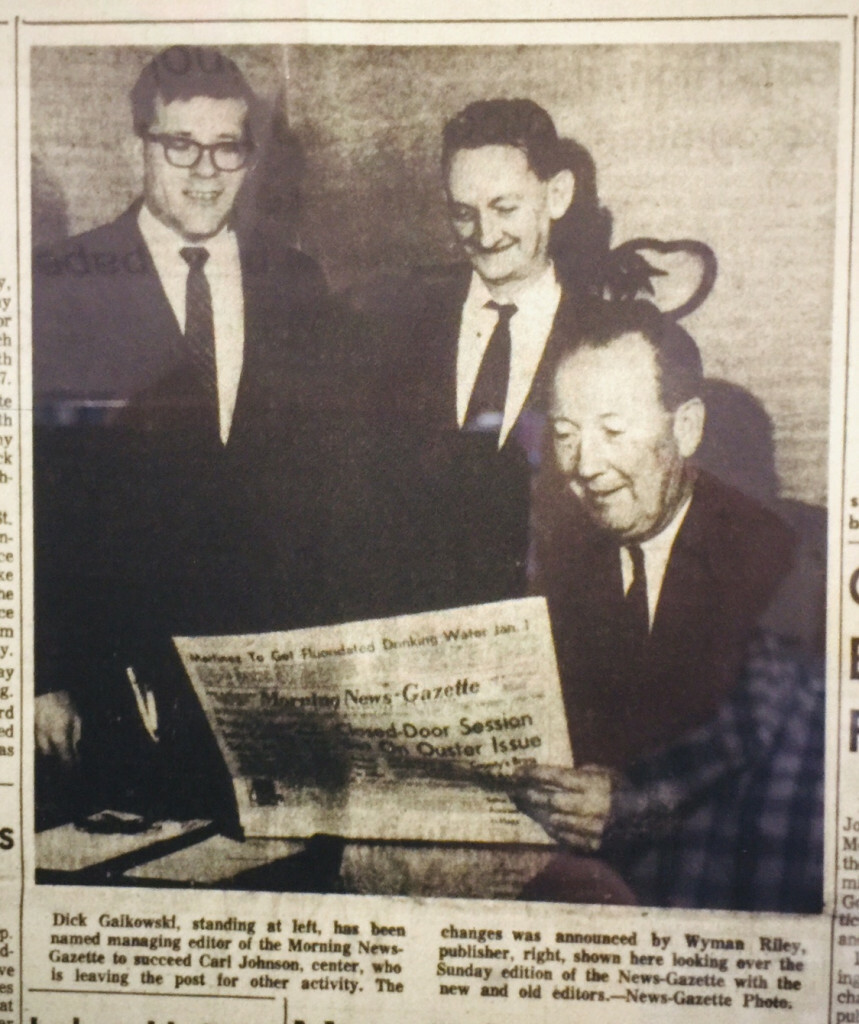 Martinez To Get Fluoridated Drinking Water Jan. 1
Morning News-Gazette
Closed-Door Session
On Ouster Issue
Dick Gaikowski, standing at left, has been
named managing editor of the Morning News-
Gazette to succeed Carl Johnson, center, who
is leaving the post for other activity. The
changes was announced by Wyman Riley,
publisher, right, shown here looking over the
Sunday edition of the News-Gazette with the
new and old editors.—News-Gazette Photo.